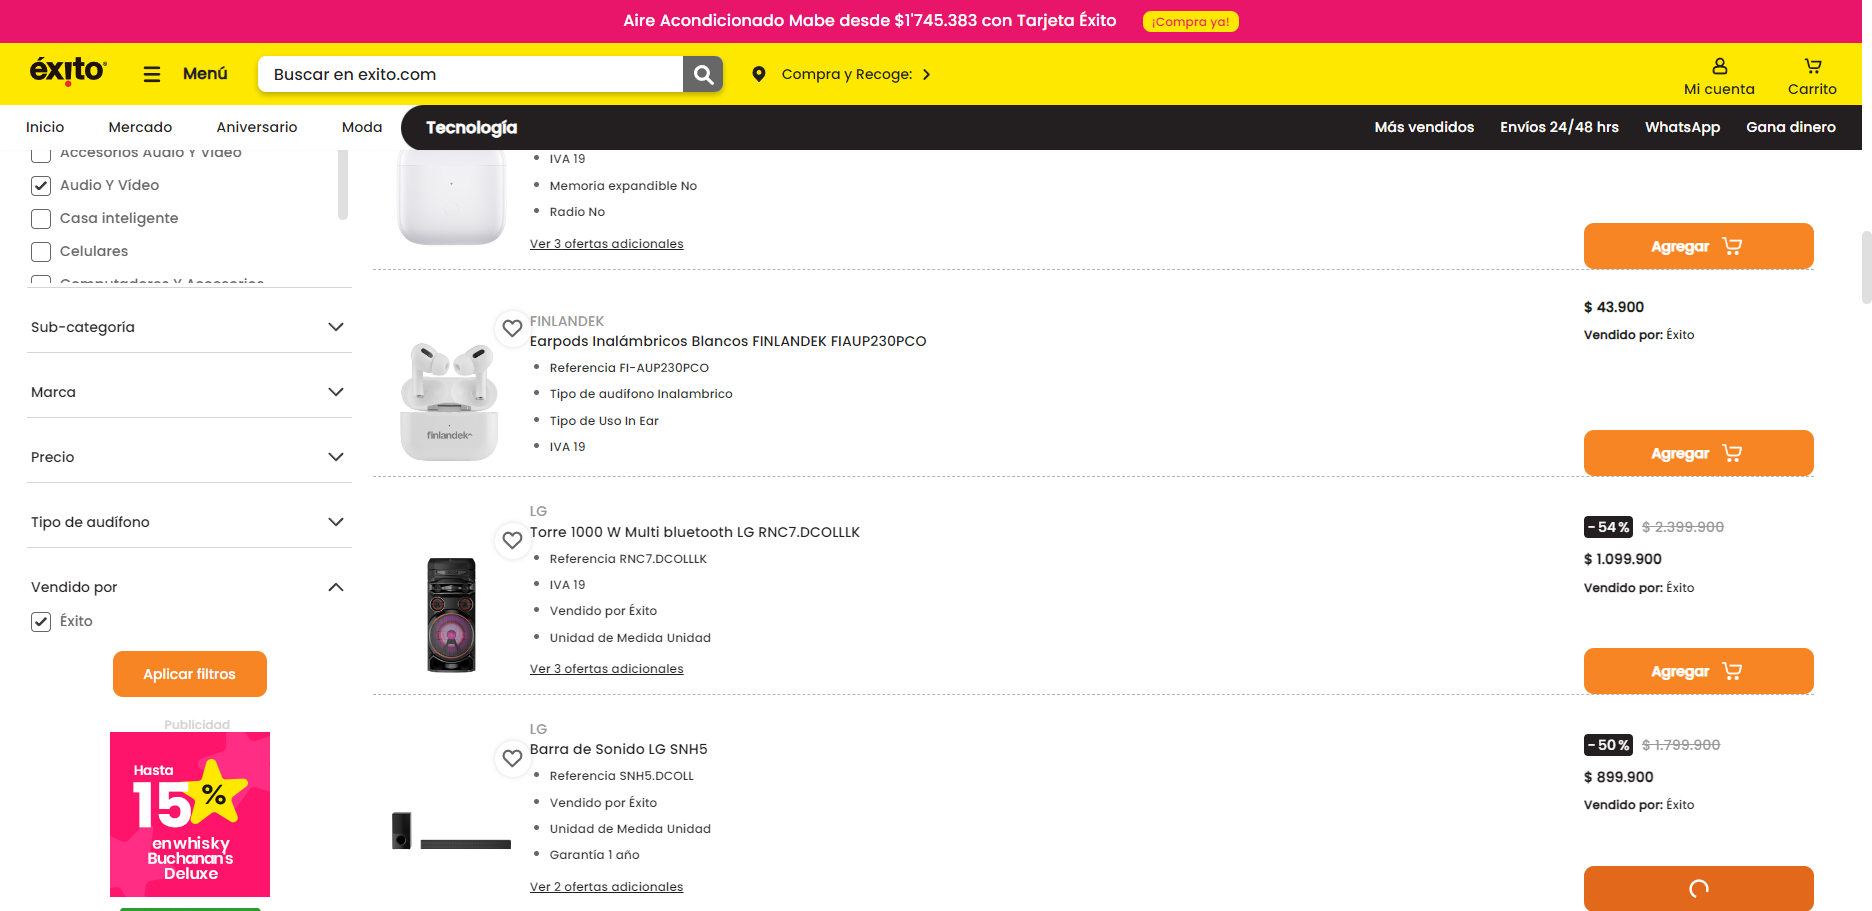 Aire Acondicionado Mabe desde $1'745.383 con Tarjeta Éxito
¡Compra ya!
éxito
Menú
Buscar en exito.com
Compra y Recoge:
Mi cuenta
Carrito
Inicio
Mercado
Aniversario
Moda
Tecnología
Más vendidos
Envíos 24/48 hrs
WhatsApp
Gana dinero
Accesorios Audio Y Video
Audio Y Vídeo
Casa inteligente
Celulares
Computadores Y Accesorios
Sub-categoría
Marca
Precio
Tipo de audífono
Vendido por
Éxito
Aplicar filtros
Publicidad
Hasta
15%
en whisky
Buchanan's
Deluxe
IVA 19
Memoria expandible No
Radio No
Ver 3 ofertas adicionales
Agregar
FINLANDEK
Earpods Inalámbricos Blancos FINLANDEK FIAUP230PCO
Referencia FI-AUP230PCO
Tipo de audífono Inalambrico
Tipo de Uso In Ear
IVA 19
finlandek
$ 43.900
Vendido por: Éxito
Agregar
LG
Torre 1000 W Multi bluetooth LG RNC7.DCOLLLK
Referencia RNC7.DCOLLLK
IVA 19
Vendido por Éxito
Unidad de Medida Unidad
Ver 3 ofertas adicionales
-54% $ 2.399.900
$ 1.099.900
Vendido por: Éxito
Agregar
LG
Barra de Sonido LG SNH5
Referencia SNH5.DCOLL
Vendido por Éxito
Unidad de Medida Unidad
Garantía 1 año
Ver 2 ofertas adicionales
-50% $ 1.799.900
$ 899.900
Vendido por: Éxito